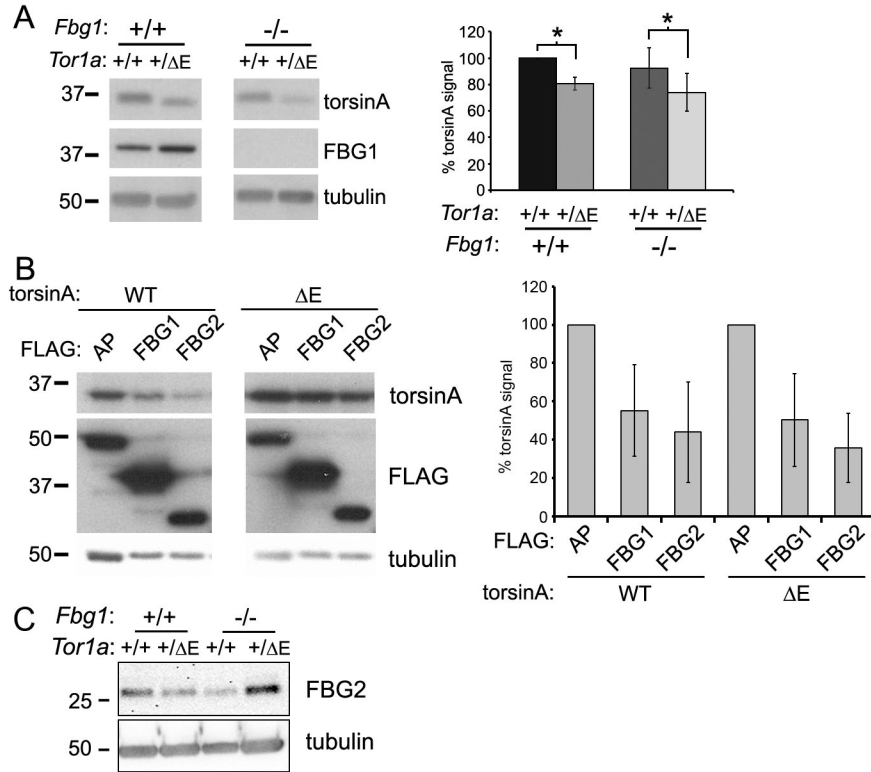 A
Fbg1: +/+ -/-
Tor1a: +/+ +/ΔE +/+ +/ΔE
37 torsinA
37 FBG1
50 tubulin
% torsinA signal
120
100
80
60
40
20
0
* *
Tor1a: +/+ +/ΔE +/+ +/ΔE
Fbg1: +/+ -/-
B
torsinA: WT ΔE
FLAG: AP FBG1 FBG2 AP FBG1 FBG2
37 torsinA
50
37 FLAG
50 tubulin
% torsinA signal
120
100
80
60
40
20
0
FLAG: AP FBG1 FBG2 AP FBG1 FBG2
torsinA: WT ΔE
C
Fbg1: +/+ -/-
Tor1a: +/+ +/ΔE +/+ +/ΔE
25 FBG2
50 tubulin